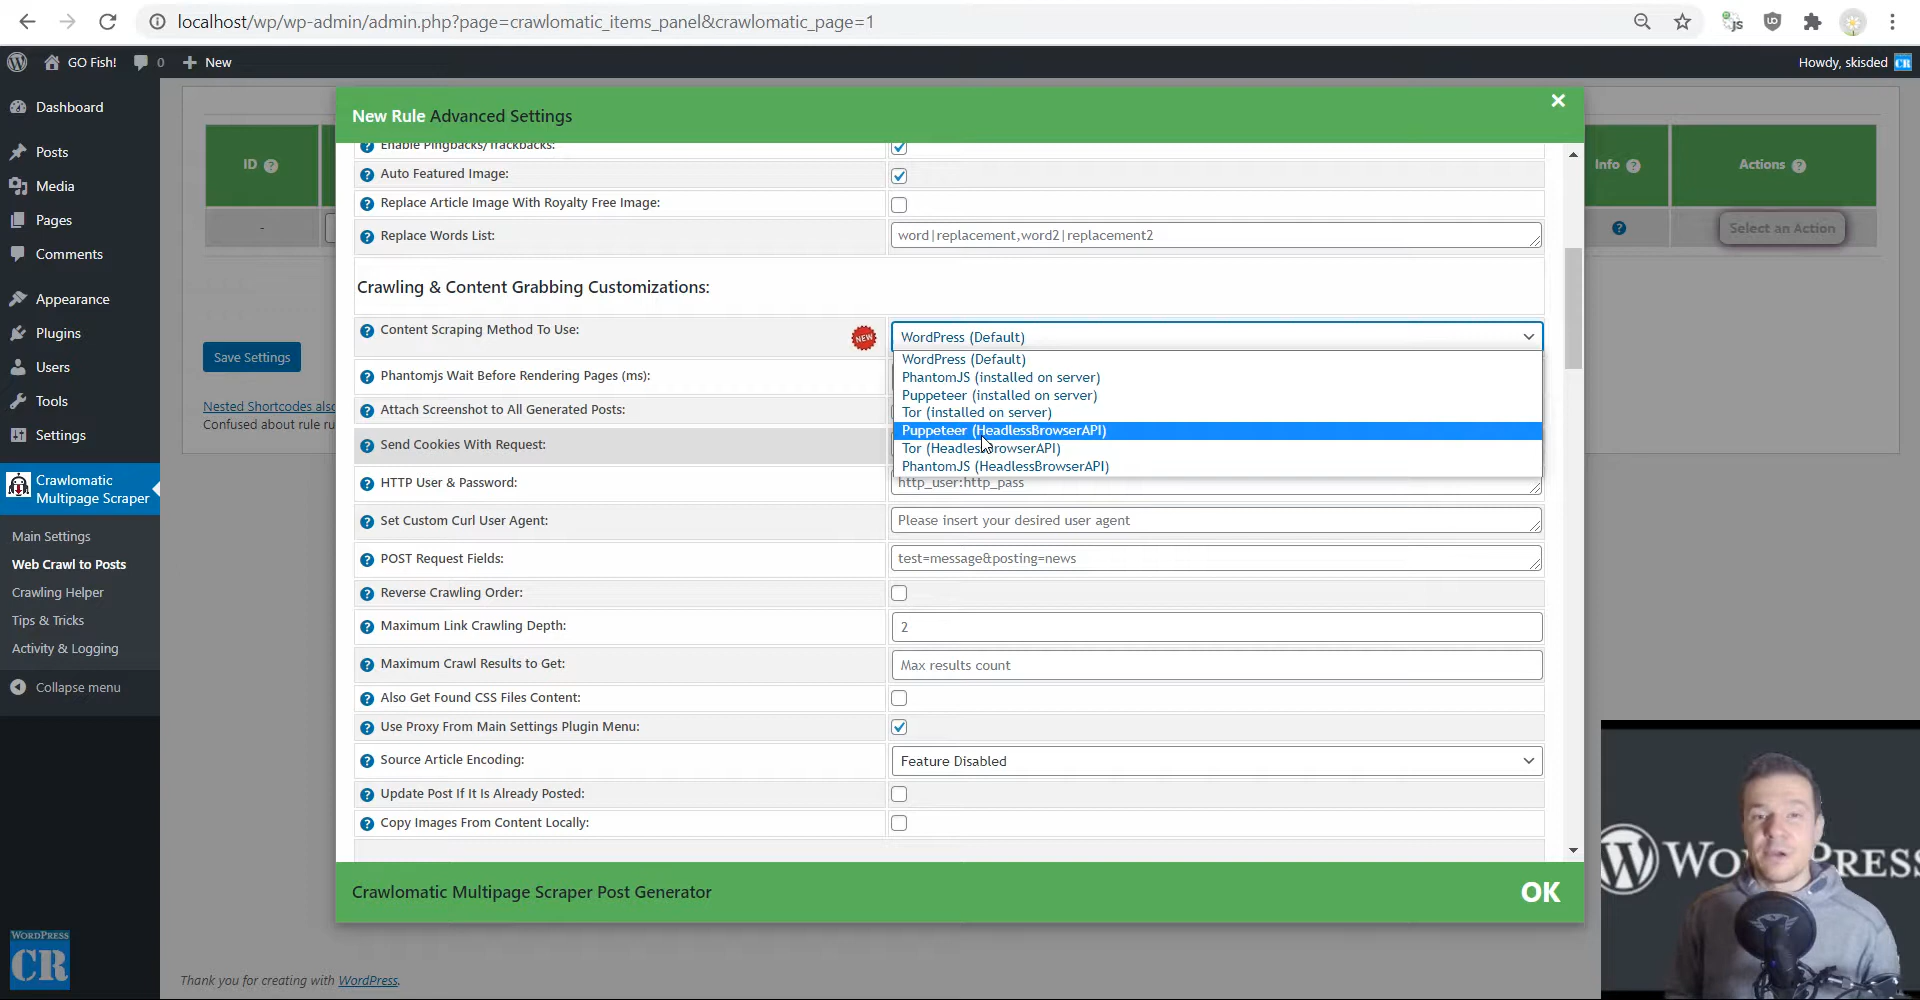 localhost/wp/wp-admin/admin.php?page=crawlomatic_items_panel&crawlomatic_page=1
GO Fish!
0
New
Howdy, skisded
CR
Dashboard
Posts
Media
Pages
Comments
Appearance
Plugins
Users
Tools
Settings
Crawlomatic
Multipage Scraper
Main Settings
Web Crawl to Posts
Crawling Helper
Tips & Tricks
Activity & Logging
Collapse menu
WORDPRESS
CR
ID
-
Save Settings
Nested Shortcodes also
Confused about rule ru
Info
Actions
Select an Action
New Rule Advanced Settings
Enable Pingbacks/Trackbacks:
Auto Featured Image:
Replace Article Image With Royalty Free Image:
Replace Words List:
word|replacement,word2|replacement2
Crawling & Content Grabbing Customizations:
Content Scraping Method To Use:
NEW
WordPress (Default)
WordPress (Default)
PhantomJS (installed on server)
Puppeteer (installed on server)
Tor (installed on server)
Puppeteer (HeadlessBrowserAPI)
Tor (HeadlessBrowserAPI)
PhantomJS (HeadlessBrowserAPI)
Phantomjs Wait Before Rendering Pages (ms):
Attach Screenshot to All Generated Posts:
Send Cookies With Request:
HTTP User & Password:
http_user:http_pass
Set Custom Curl User Agent:
Please insert your desired user agent
POST Request Fields:
test=message&posting=news
Reverse Crawling Order:
Maximum Link Crawling Depth:
2
Maximum Crawl Results to Get:
Max results count
Also Get Found CSS Files Content:
Use Proxy From Main Settings Plugin Menu:
Source Article Encoding:
Feature Disabled
Update Post If It Is Already Posted:
Copy Images From Content Locally:
Crawlomatic Multipage Scraper Post Generator
OK
Thank you for creating with WordPress.